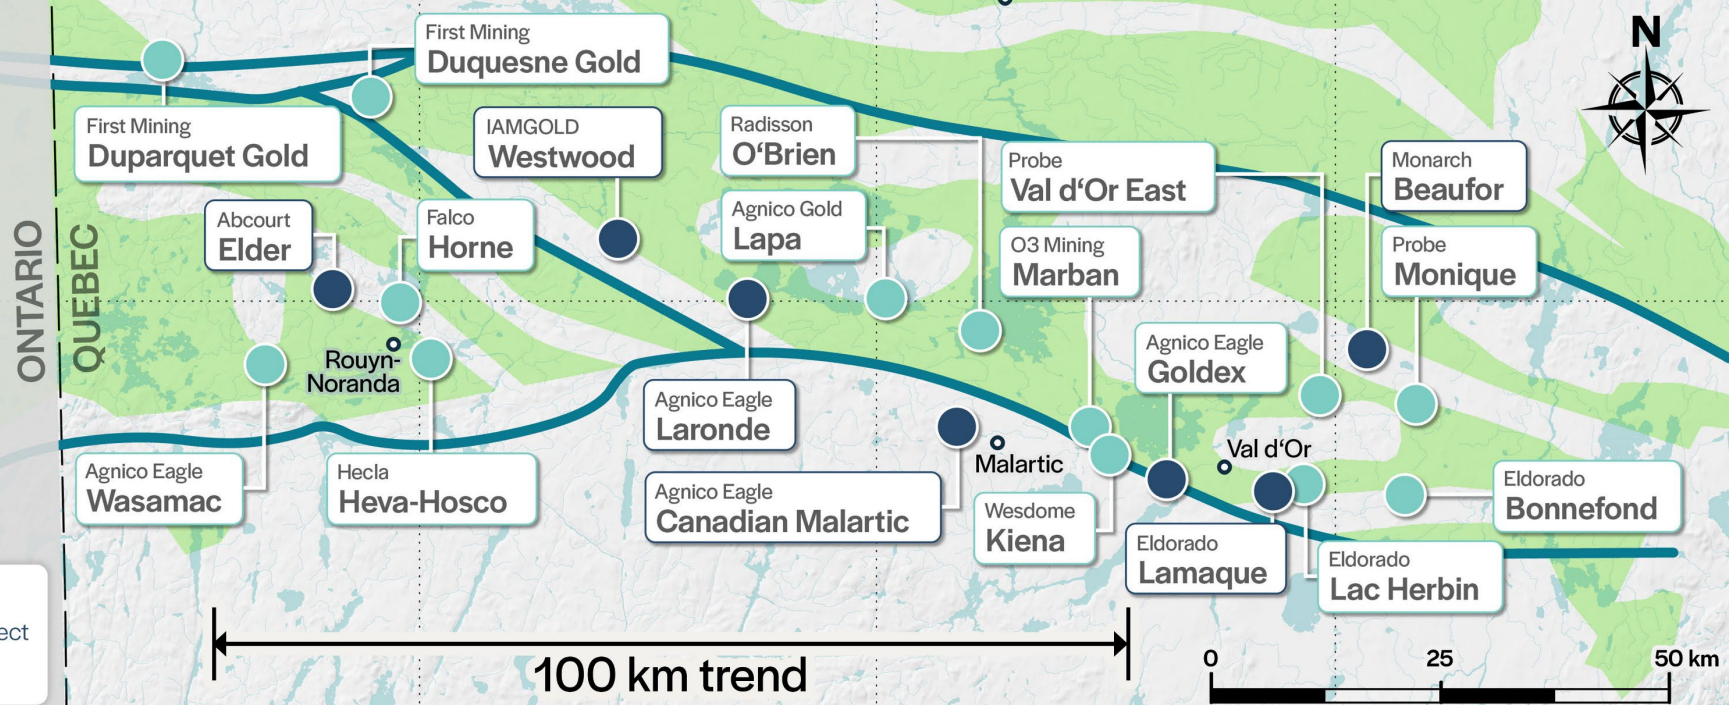 N
First Mining
Duquesne Gold
First Mining
Duparquet Gold
IAMGOLD
Westwood
Radisson
O‘Brien
Probe
Val d‘Or East
Monarch
Beaufor
Abcourt
Elder
Falco
Horne
Agnico Gold
Lapa
O3 Mining
Marban
Probe
Monique
ONTARIO
QUEBEC
Rouyn-
Noranda
Agnico Eagle
Goldex
Agnico Eagle
Laronde
Malartic
Val d‘Or
Agnico Eagle
Wasamac
Hecla
Heva-Hosco
Agnico Eagle
Canadian Malartic
Wesdome
Kiena
Eldorado
Bonnefond
Eldorado
Lamaque
Eldorado
Lac Herbin
ect
100 km trend
0 25 50 km